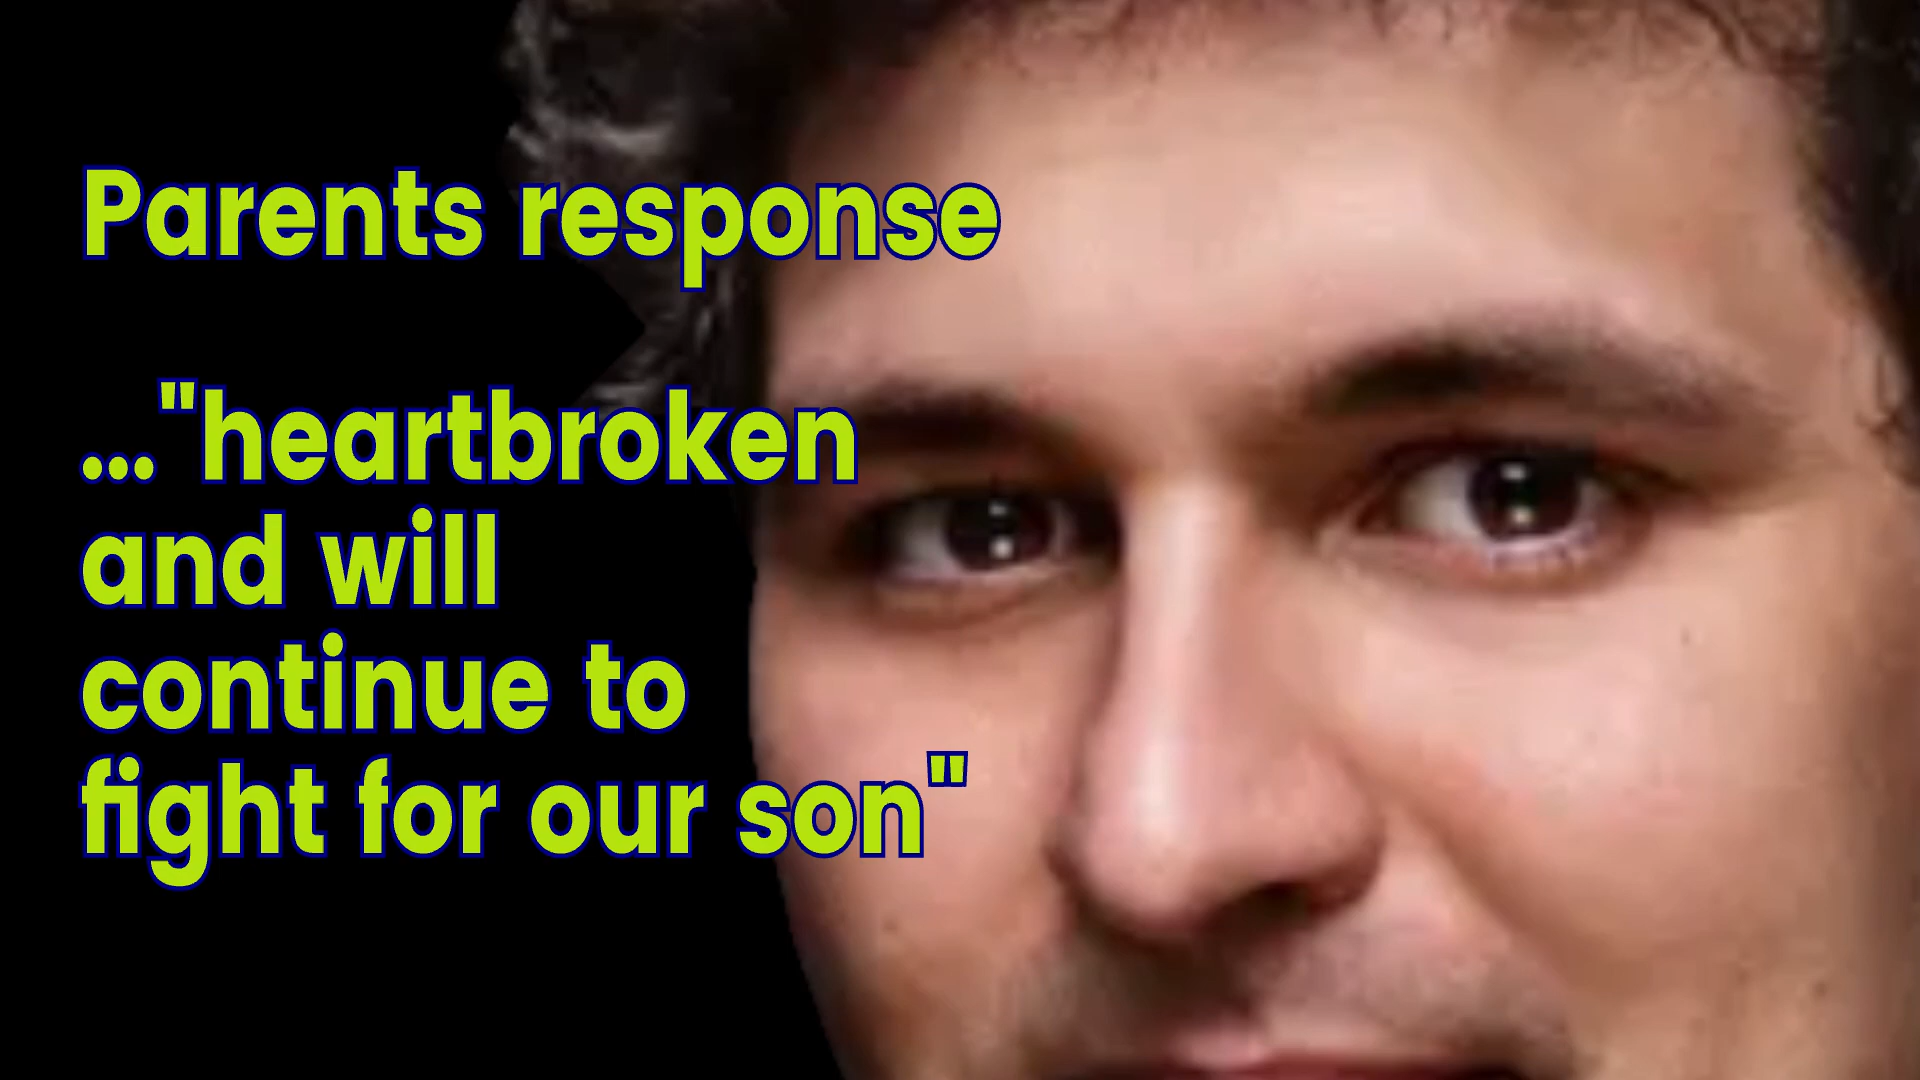 Parents response
..."heartbroken
and will
continue to
fight for our son"